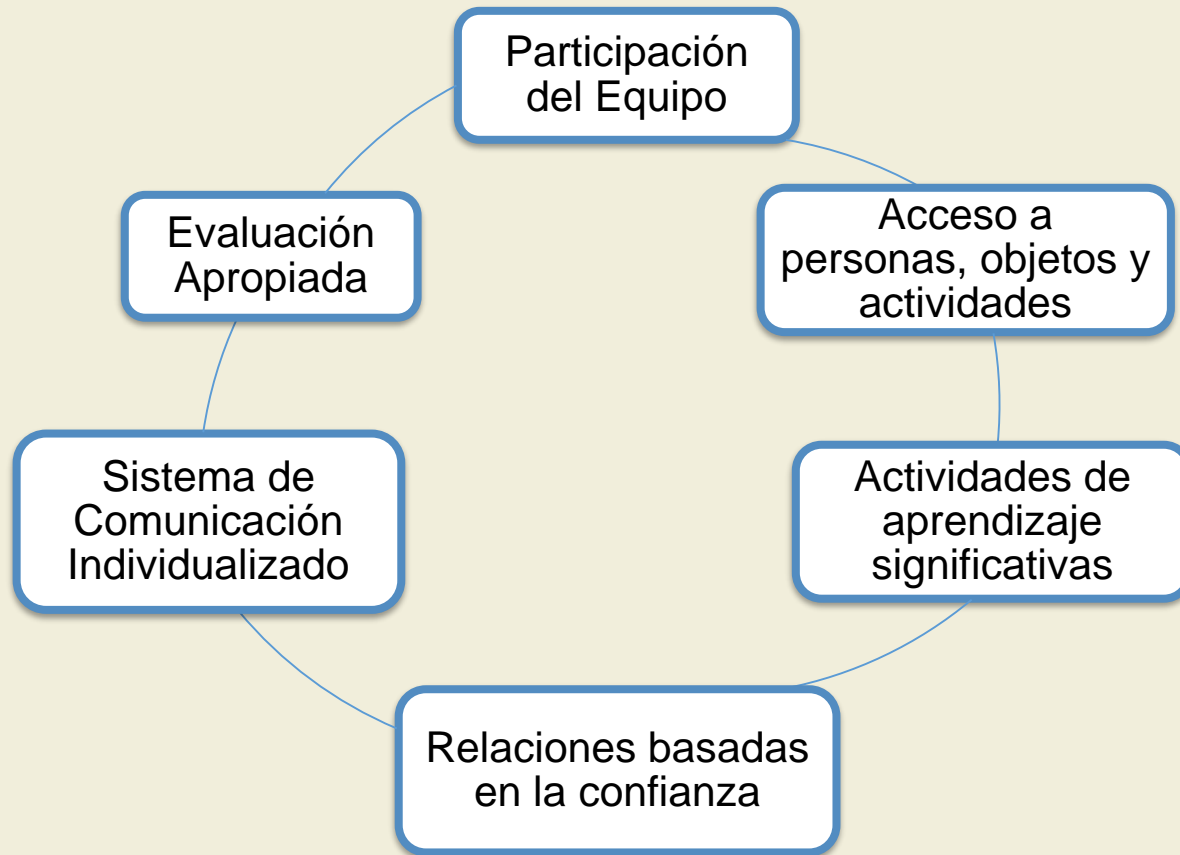 Participación
del Equipo
Acceso a
personas, objetos y
actividades
Actividades de
aprendizaje
significativas
Relaciones basadas
en la confianza
Sistema de
Comunicación
Individualizado
Evaluación
Apropiada